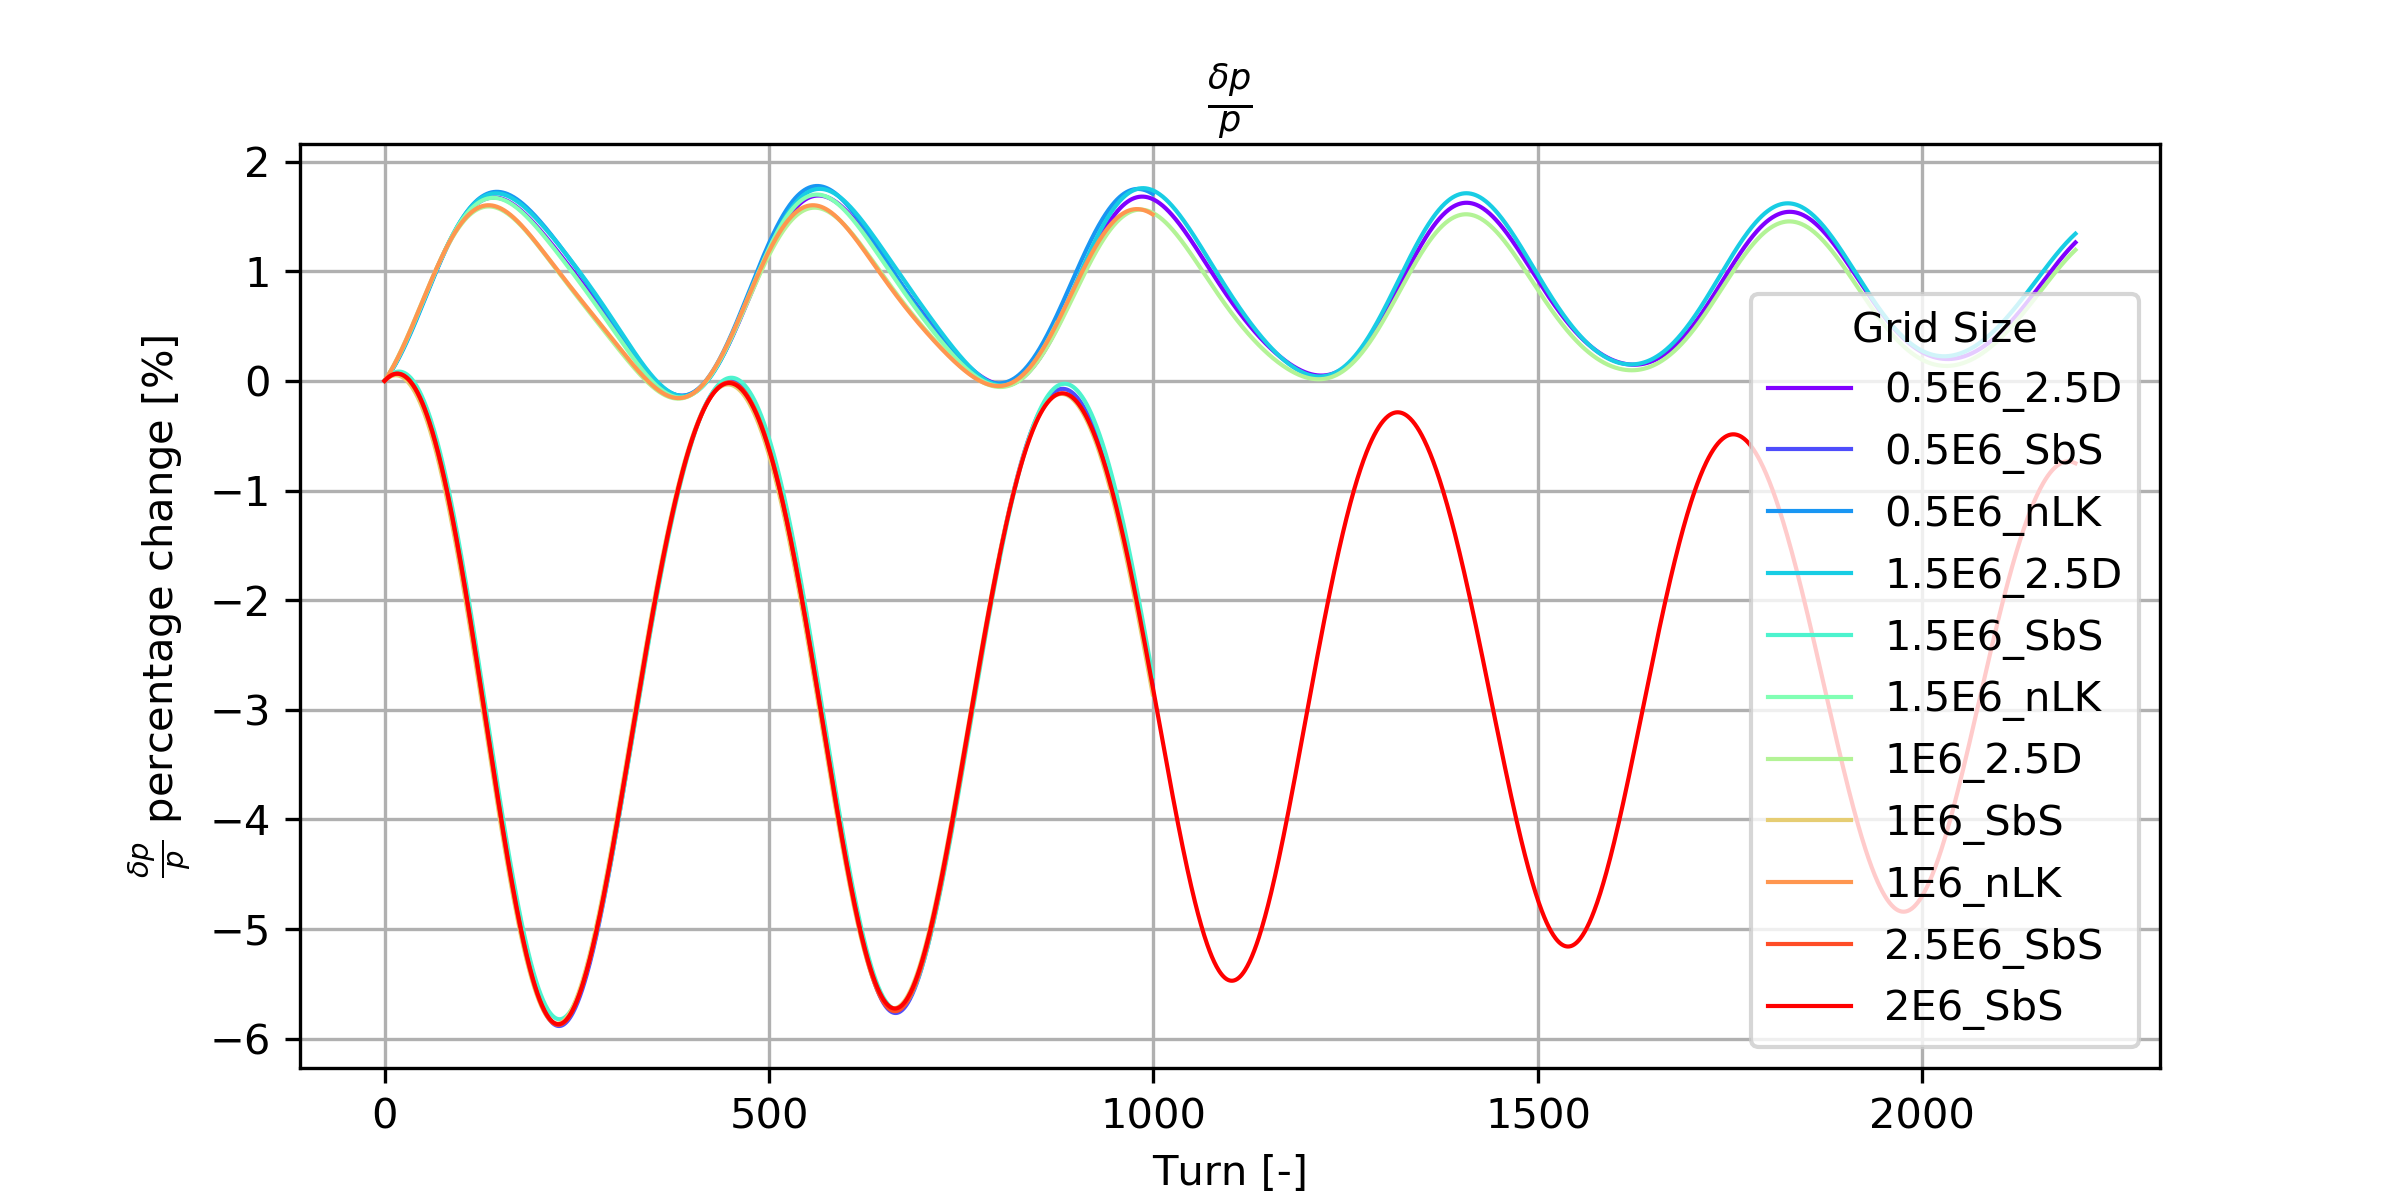 δp
p
2
1
0
−1
−2
−3
−4
−5
−6
δp/p percentage change [%]
Grid Size
0.5E6_2.5D
0.5E6_SbS
0.5E6_nLK
1.5E6_2.5D
1.5E6_SbS
1.5E6_nLK
1E6_2.5D
1E6_SbS
1E6_nLK
2.5E6_SbS
2E6_SbS
0 500 1000 1500 2000
Turn [-]